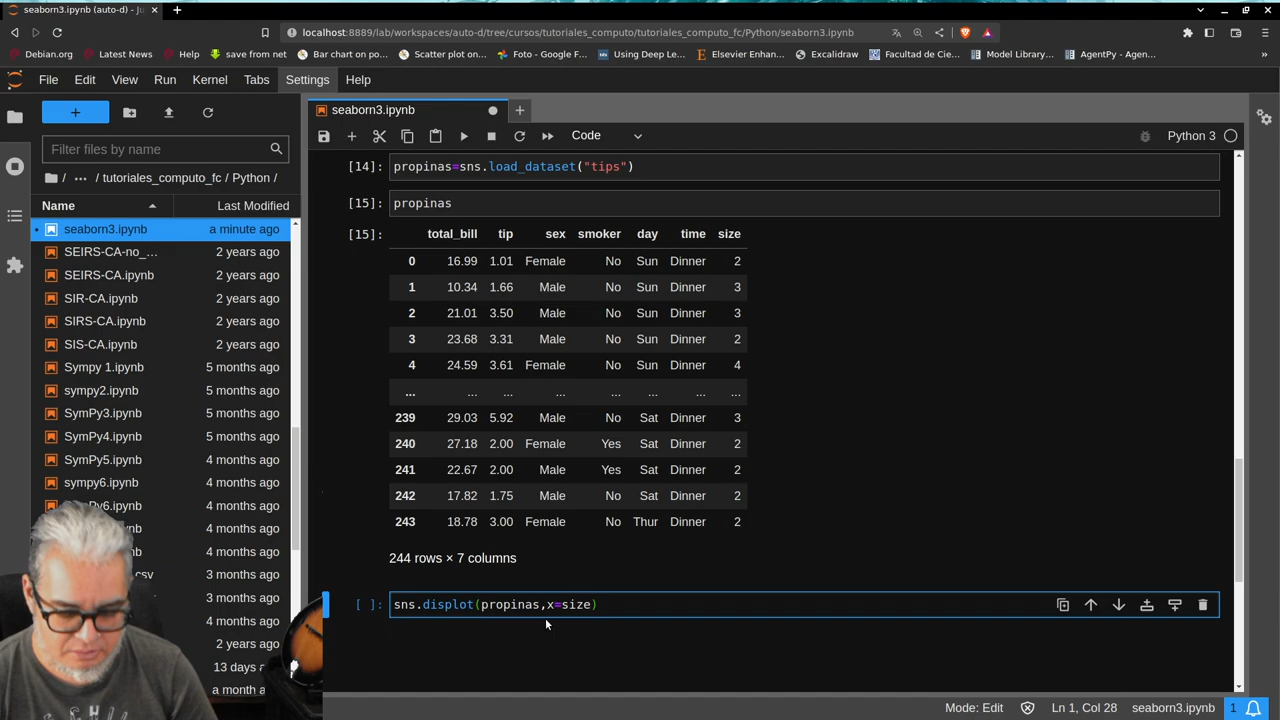 seaborn3.ipynb (auto-d) - Ju
localhost:8889/lab/workspaces/auto-d/tree/cursos/tutoriales_computo/tutoriales_computo_fc/Python/seaborn3.ipynb
Debian.org Latest News Help save from net Bar chart on po... Scatter plot on... Foto - Google F... Using Deep Le... Elsevier Enhan... Excalidraw Facultad de Cie... Model Library... AgentPy - Agen...
File Edit View Run Kernel Tabs Settings Help
seaborn3.ipynb
Filter files by name
Code
Python 3
/ ... / tutoriales_computo_fc / Python /
Name Last Modified
seaborn3.ipynb a minute ago
SEIRS-CA-no_... 2 years ago
SEIRS-CA.ipynb 2 years ago
SIR-CA.ipynb 2 years ago
SIRS-CA.ipynb 2 years ago
SIS-CA.ipynb 2 years ago
Sympy 1.ipynb 5 months ago
sympy2.ipynb 5 months ago
SymPy3.ipynb 5 months ago
SymPy4.ipynb 5 months ago
SymPy5.ipynb 4 months ago
sympy6.ipynb 4 months ago
Py6.ipynb 4 months ago
nb 4 months ago
nb 4 months ago
csv 3 months ago
3 months ago
4 months ago
2 years ago
13 days a
a month a
[14]: propinas=sns.load_dataset("tips")
[15]: propinas
[15]: total_bill tip sex smoker day time size
0 16.99 1.01 Female No Sun Dinner 2
1 10.34 1.66 Male No Sun Dinner 3
2 21.01 3.50 Male No Sun Dinner 3
3 23.68 3.31 Male No Sun Dinner 2
4 24.59 3.61 Female No Sun Dinner 4
... ... ... ... ... ... ... ...
239 29.03 5.92 Male No Sat Dinner 3
240 27.18 2.00 Female Yes Sat Dinner 2
241 22.67 2.00 Male Yes Sat Dinner 2
242 17.82 1.75 Male No Sat Dinner 2
243 18.78 3.00 Female No Thur Dinner 2
244 rows × 7 columns
[ ]: sns.displot(propinas,x=size)
Mode: Edit Ln 1, Col 28 seaborn3.ipynb 1